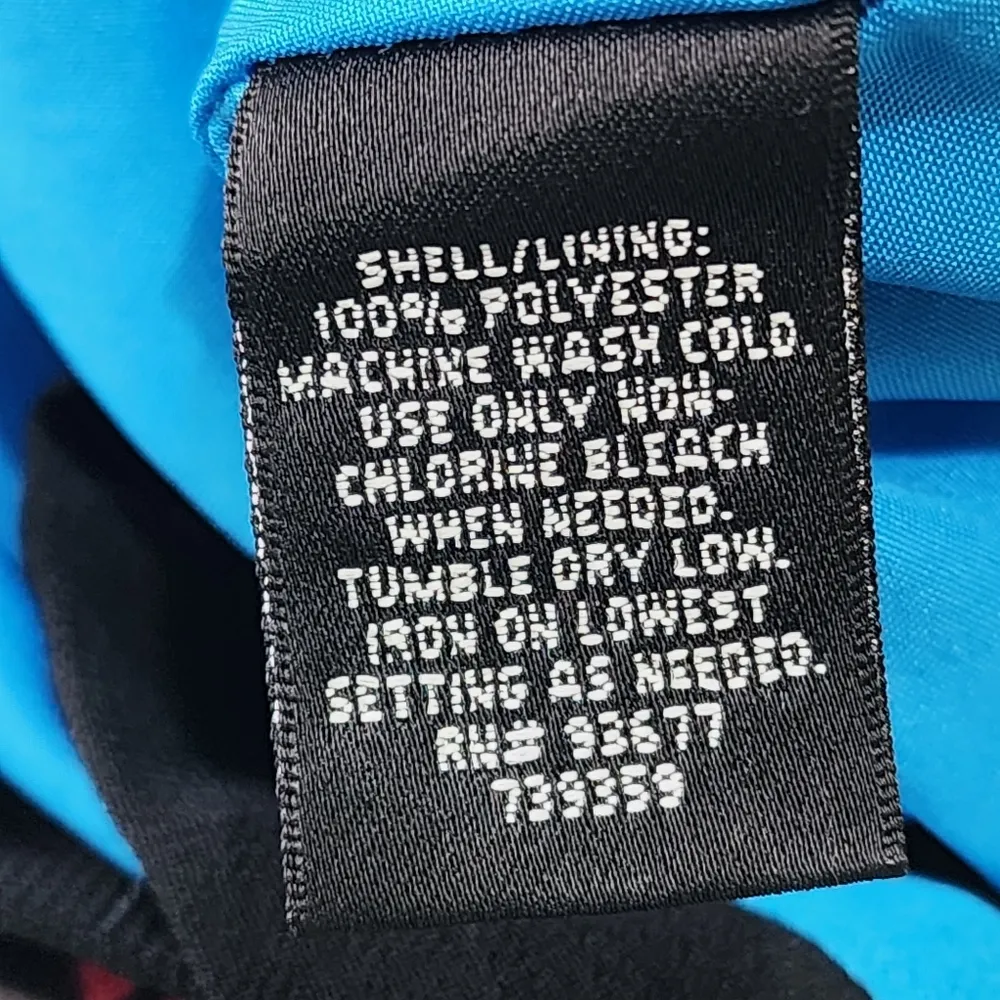 SHELL/LINING:
100% POLYESTER
MACHINE WASH COLD.
USE ONLY NON-
CHLORINE BLEACH
WHEN NEEDED.
TUMBLE DRY LOW.
IRON ON LOWEST
SETTING AS NEEDED.
RN# 93677
739359